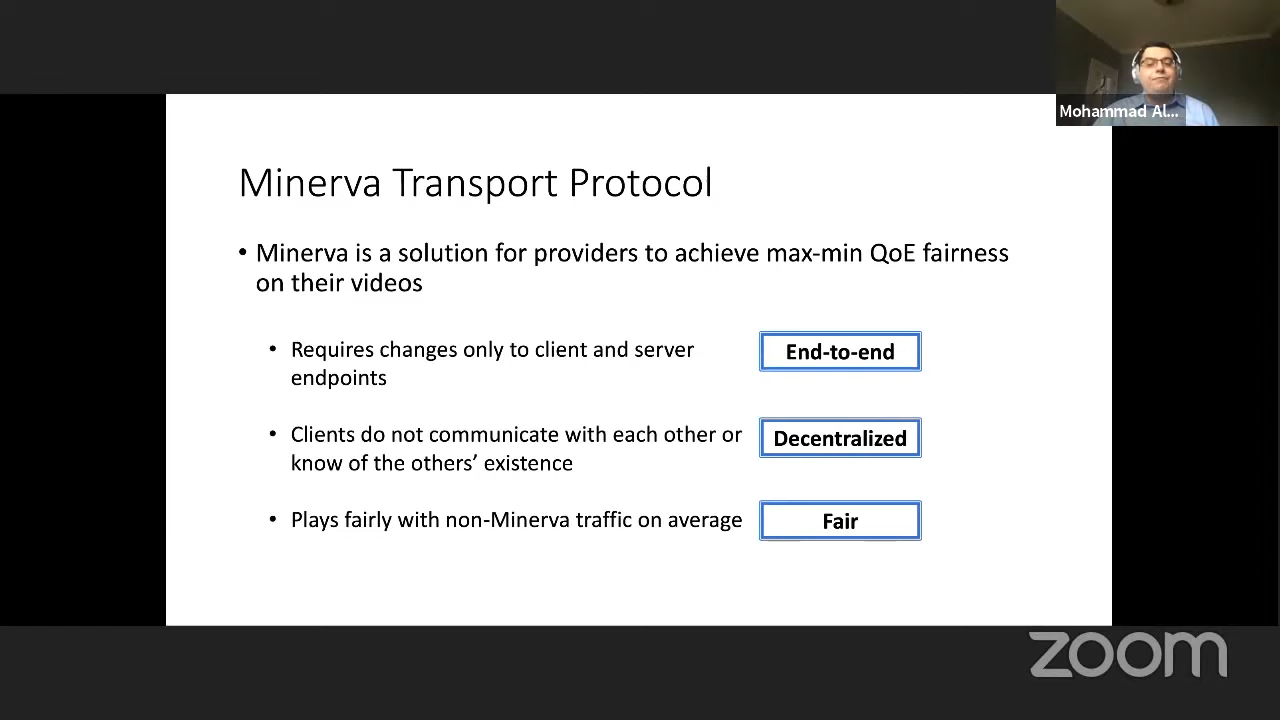 Mohammad Al...
Minerva Transport Protocol
• Minerva is a solution for providers to achieve max-min QoE fairness
on their videos
• Requires changes only to client and server
endpoints
End-to-end
• Clients do not communicate with each other or
know of the others’ existence
Decentralized
• Plays fairly with non-Minerva traffic on average
Fair
zoom